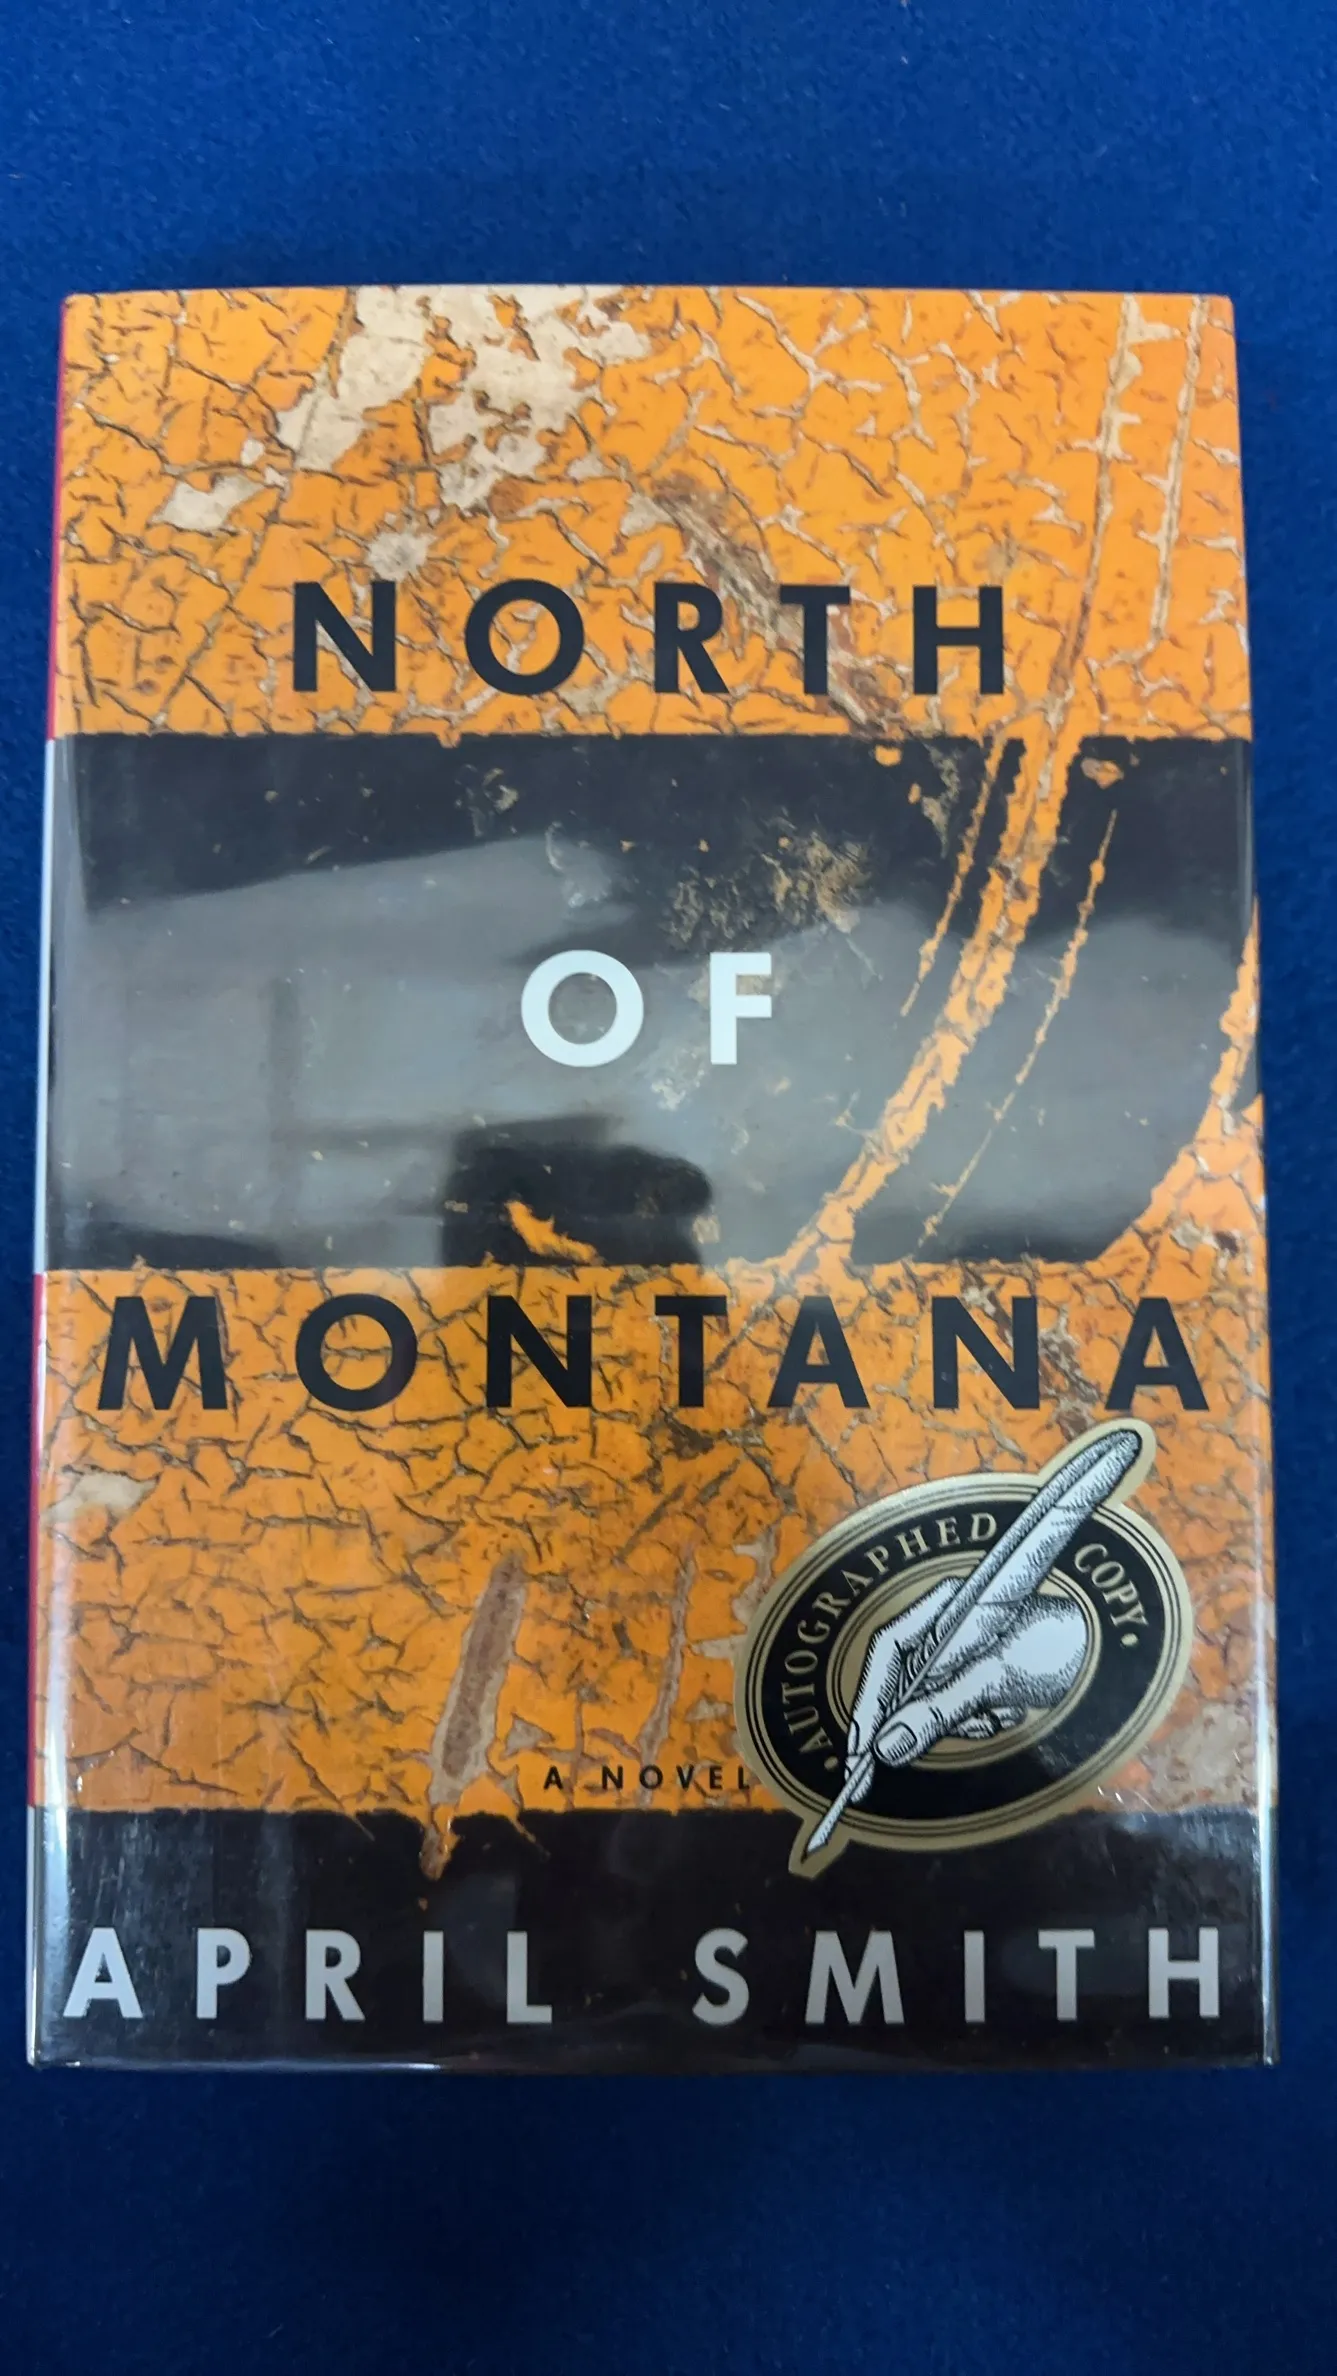 NORTH
OF
MONTANA
• AUTOGRAPHED COPY •
A NOVEL
APRIL SMITH